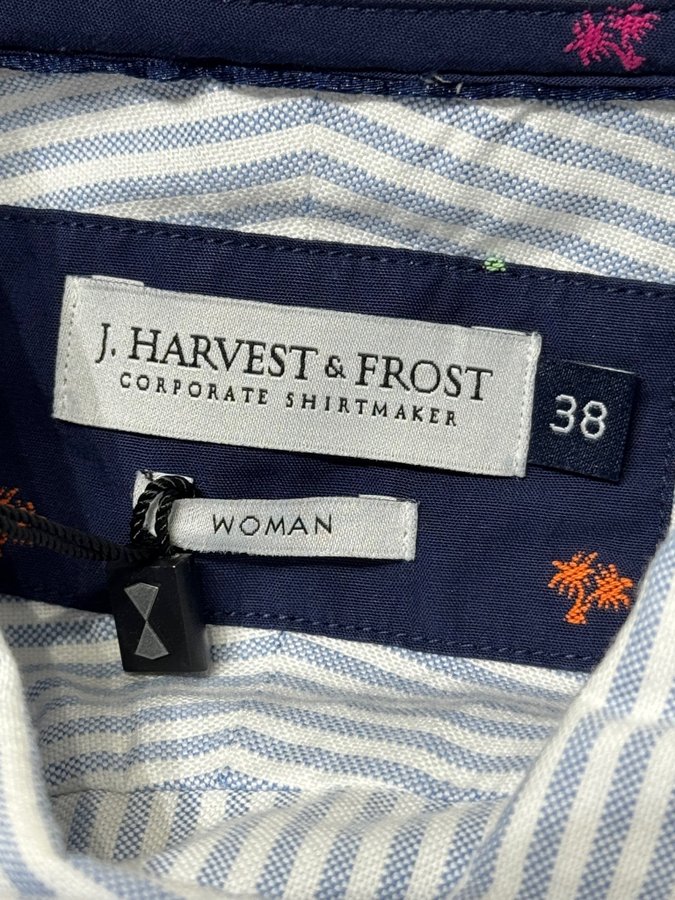 J. HARVEST & FROST
CORPORATE SHIRTMAKER
38
WOMAN